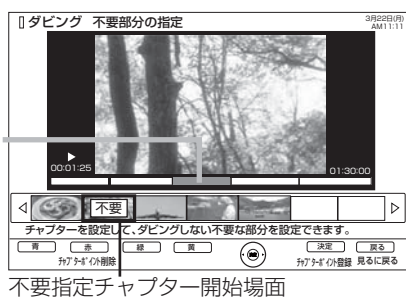 ダビング 不要部分の指定
3月22日(月)
AM11:11
00:01:25
01:30:00
不要
チャプターを設定して、ダビングしない不要な部分を設定できます。
青 赤 緑 黄 決定 戻る
チャプターポイント削除 チャプターポイント登録 見るに戻る
不要指定チャプター開始場面